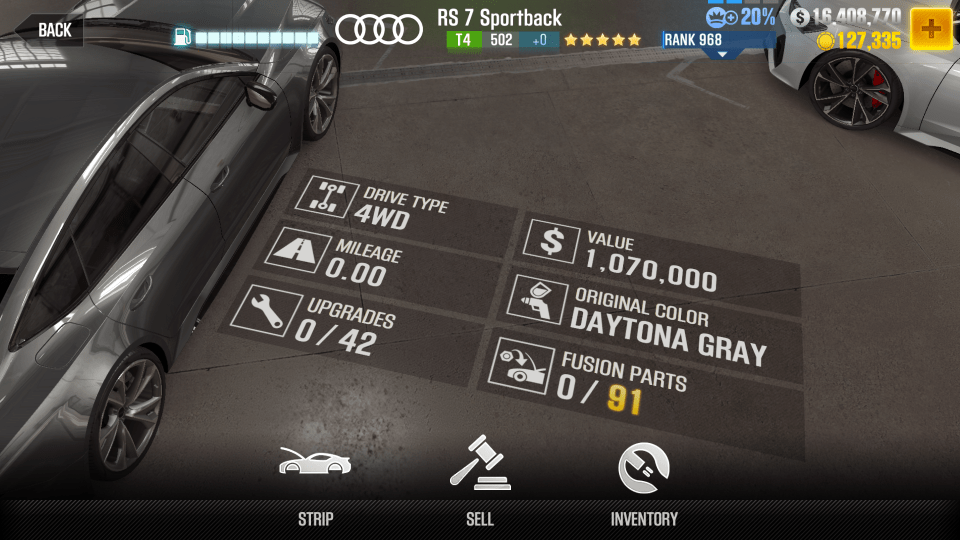 BACK
RS 7 Sportback
T4 502 +0
20%
RANK 968
$ 16,408,770
127,335
DRIVE TYPE
4WD
MILEAGE
0.00
UPGRADES
0 / 42
$ VALUE
1,070,000
ORIGINAL COLOR
DAYTONA GRAY
FUSION PARTS
0 / 91
STRIP
SELL
INVENTORY